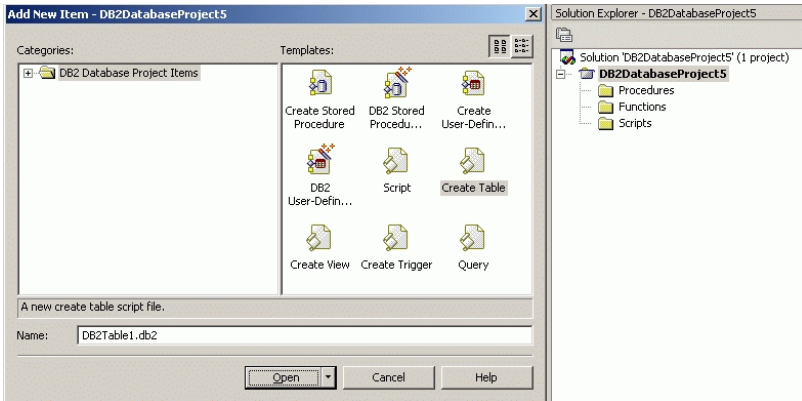 Add New Item - DB2DatabaseProject5
Categories:
Templates:
DB2 Database Project Items
Create Stored
Procedure
DB2 Stored
Procedu...
Create
User-Defin...
DB2
User-Defin...
Script
Create Table
Create View
Create Trigger
Query
A new create table script file.
Name:
DB2Table1.db2
Open
Cancel
Help
Solution Explorer - DB2DatabaseProject5
Solution 'DB2DatabaseProject5' (1 project)
DB2DatabaseProject5
Procedures
Functions
Scripts